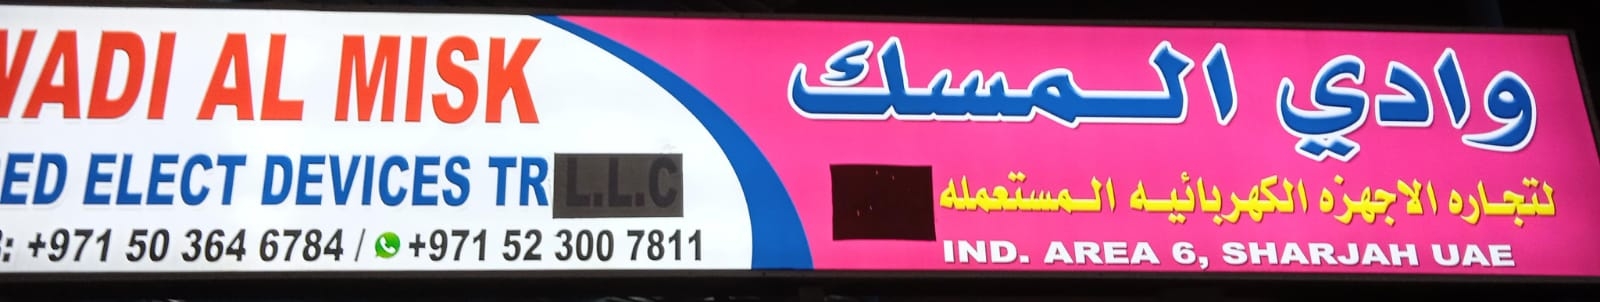 WADI AL MISK
ED ELECT DEVICES TR L.L.C
: +971 50 364 6784 / +971 52 300 7811
وادي المسك
لتجاره الاجهزه الكهربائيه المستعمله
IND. AREA 6, SHARJAH UAE